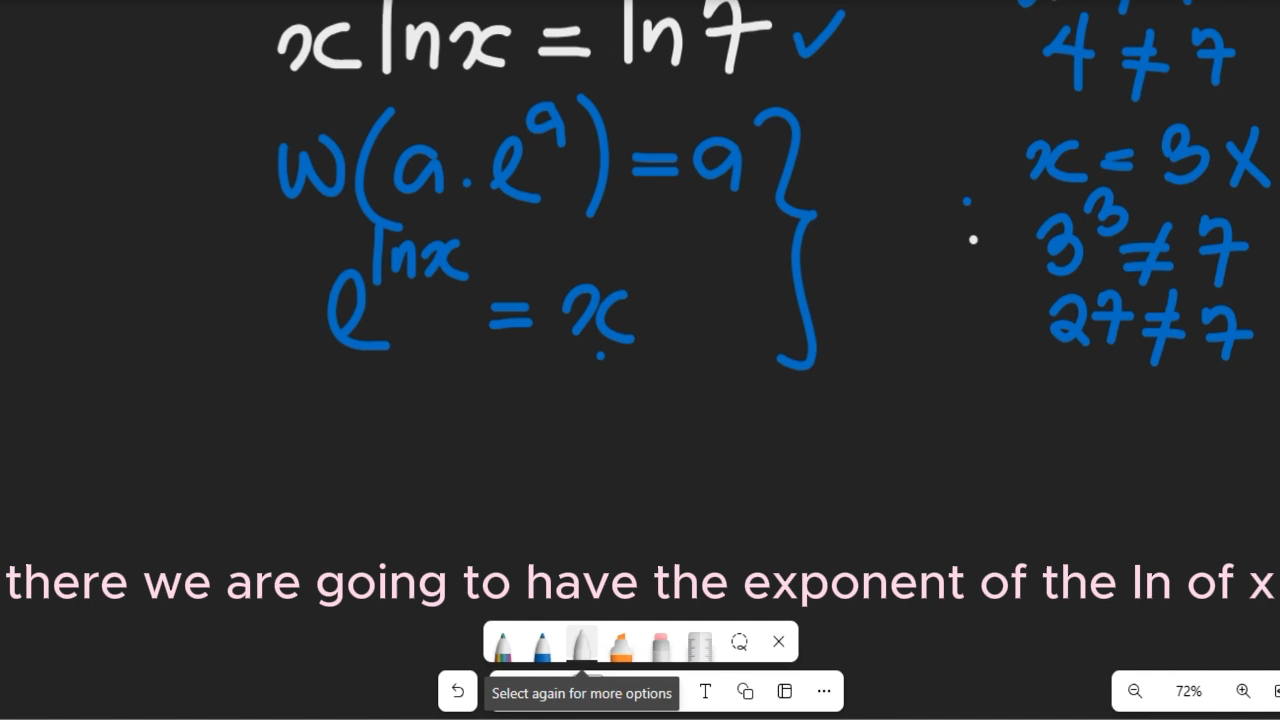 x ln x = ln 7 ✓
W(a.e^a) = a
e^ln x = x
4 ≠ 7
x = 3 X
3^3 ≠ 7
27 ≠ 7
there we are going to have the exponent of the ln of x
Select again for more options
T
72%